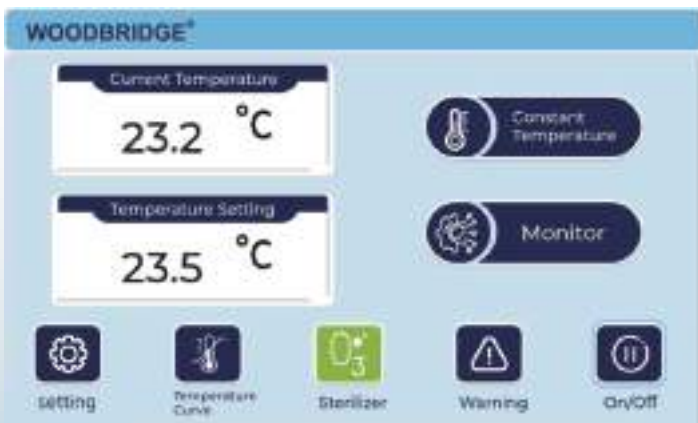 WOODBRIDGE®
Current Temperature
23.2 °C
Constant
Temperature
Temperature Setting
23.5 °C
Monitor
O3
setting
Temperature
Curve
Sterilizer
Warning
On/Off